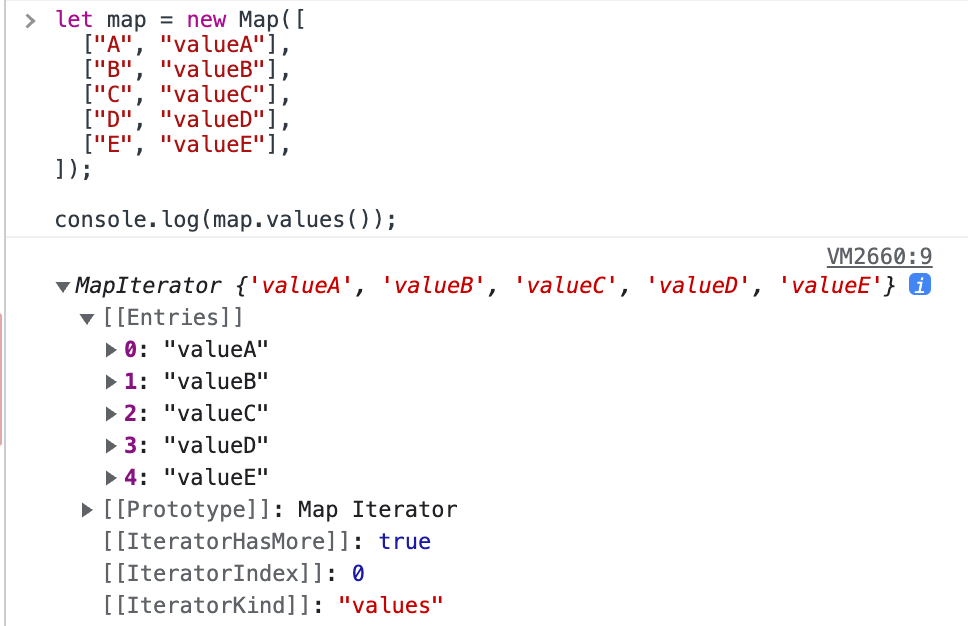 let map = new Map([
["A", "valueA"],
["B", "valueB"],
["C", "valueC"],
["D", "valueD"],
["E", "valueE"],
]);
console.log(map.values());
VM2660:9
MapIterator {'valueA', 'valueB', 'valueC', 'valueD', 'valueE'} i
[[Entries]]
0: "valueA"
1: "valueB"
2: "valueC"
3: "valueD"
4: "valueE"
[[Prototype]]: Map Iterator
[[IteratorHasMore]]: true
[[IteratorIndex]]: 0
[[IteratorKind]]: "values"